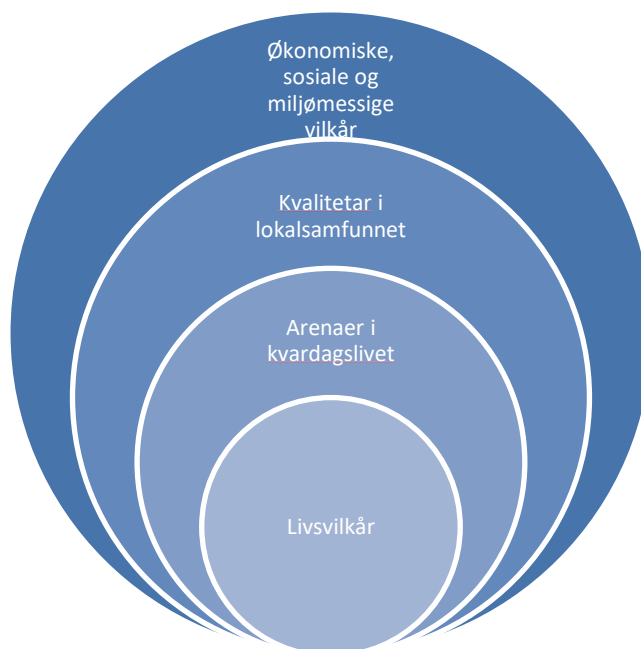 Økonomiske,
sosiale og
miljømessige
vilkår
Kvalitetar i
lokalsamfunnet
Arenaer i
kvardagslivet
Livsvilkår